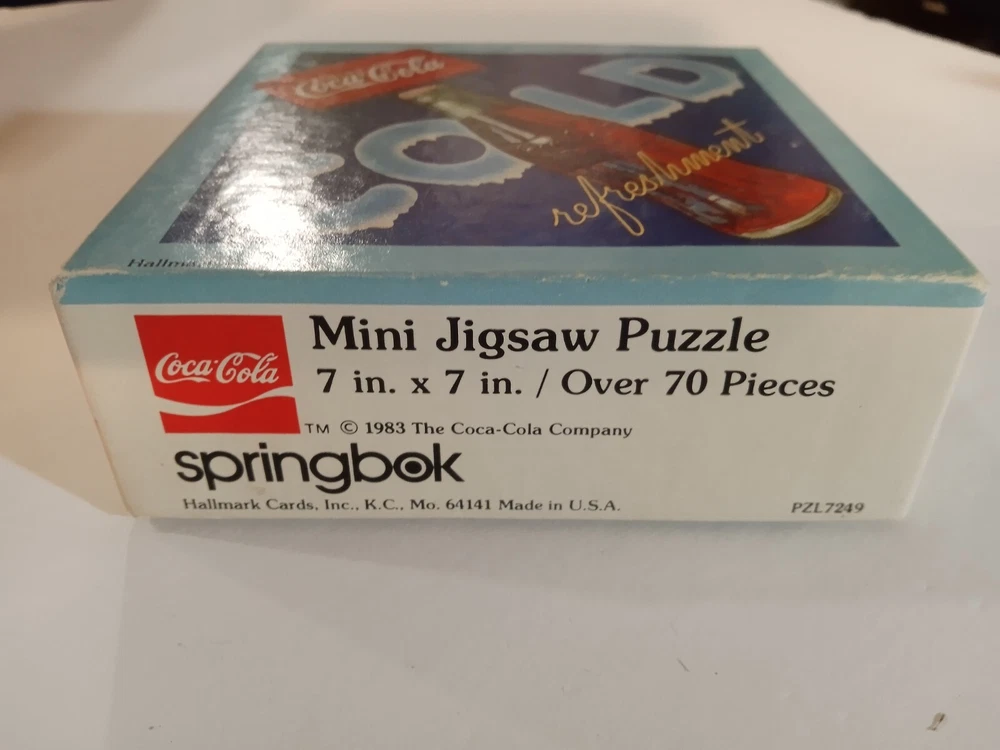 Coca-Cola
COLD
refreshment
Mini Jigsaw Puzzle
Coca-Cola
7 in. x 7 in. / Over 70 Pieces
TM © 1983 The Coca-Cola Company
springbok
Hallmark Cards, Inc., K.C., Mo. 64141 Made in U.S.A.
PZL7249